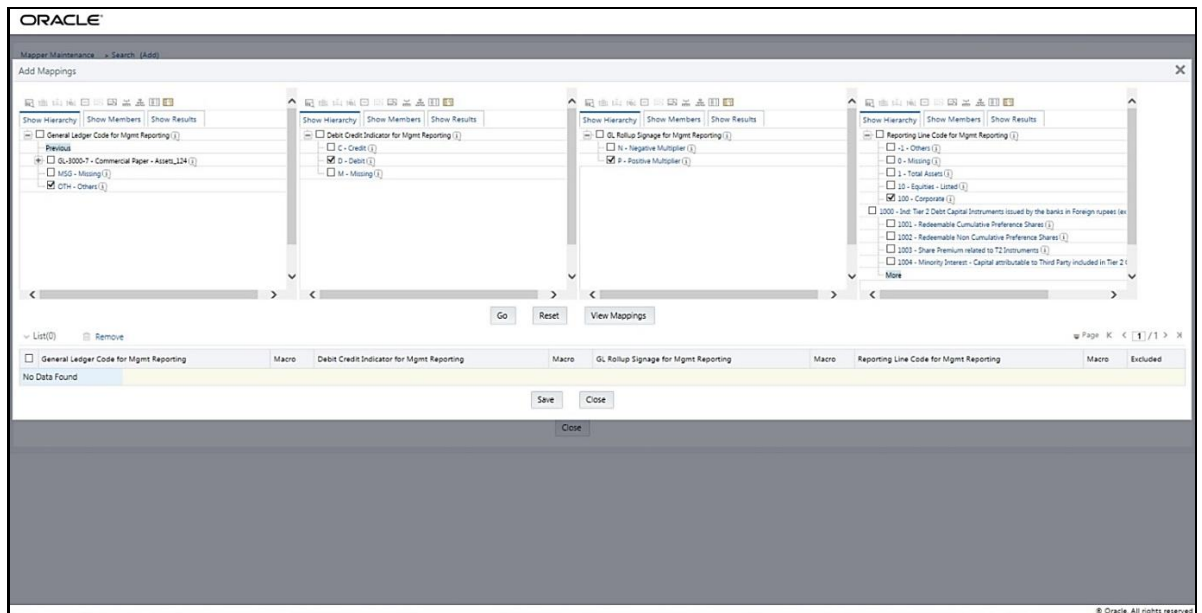 ORACLE
Mapper Maintenance » Search (Add)
Add Mappings
Show Hierarchy Show Members Show Results
General Ledger Code for Mgmt Reporting
Previous
GL-3000-7 - Commercial Paper - Assets_124
MSG - Missing
OTH - Others
Show Hierarchy Show Members Show Results
Debit Credit Indicator for Mgmt Reporting
C - Credit
D - Debit
M - Missing
Show Hierarchy Show Members Show Results
GL Rollup Signage for Mgmt Reporting
N - Negative Multiplier
P - Positive Multiplier
Show Hierarchy Show Members Show Results
Reporting Line Code for Mgmt Reporting
-1 - Others
0 - Missing
1 - Total Assets
10 - Equities - Listed
100 - Corporate
1000 - Ind: Tier 2 Debt Capital Instruments issued by the banks in Foreign rupees (ex
1001 - Redeemable Cumulative Preference Shares
1002 - Redeemable Non Cumulative Preference Shares
1003 - Share Premium related to T2 Instruments
1004 - Minority Interest - Capital attributable to Third Party included in Tier 2
More
Go Reset View Mappings
List(0) Remove
Page 1 / 1
General Ledger Code for Mgmt Reporting Macro Debit Credit Indicator for Mgmt Reporting Macro GL Rollup Signage for Mgmt Reporting Macro Reporting Line Code for Mgmt Reporting Macro Excluded
No Data Found
Save Close
Close
© Oracle. All rights reserved